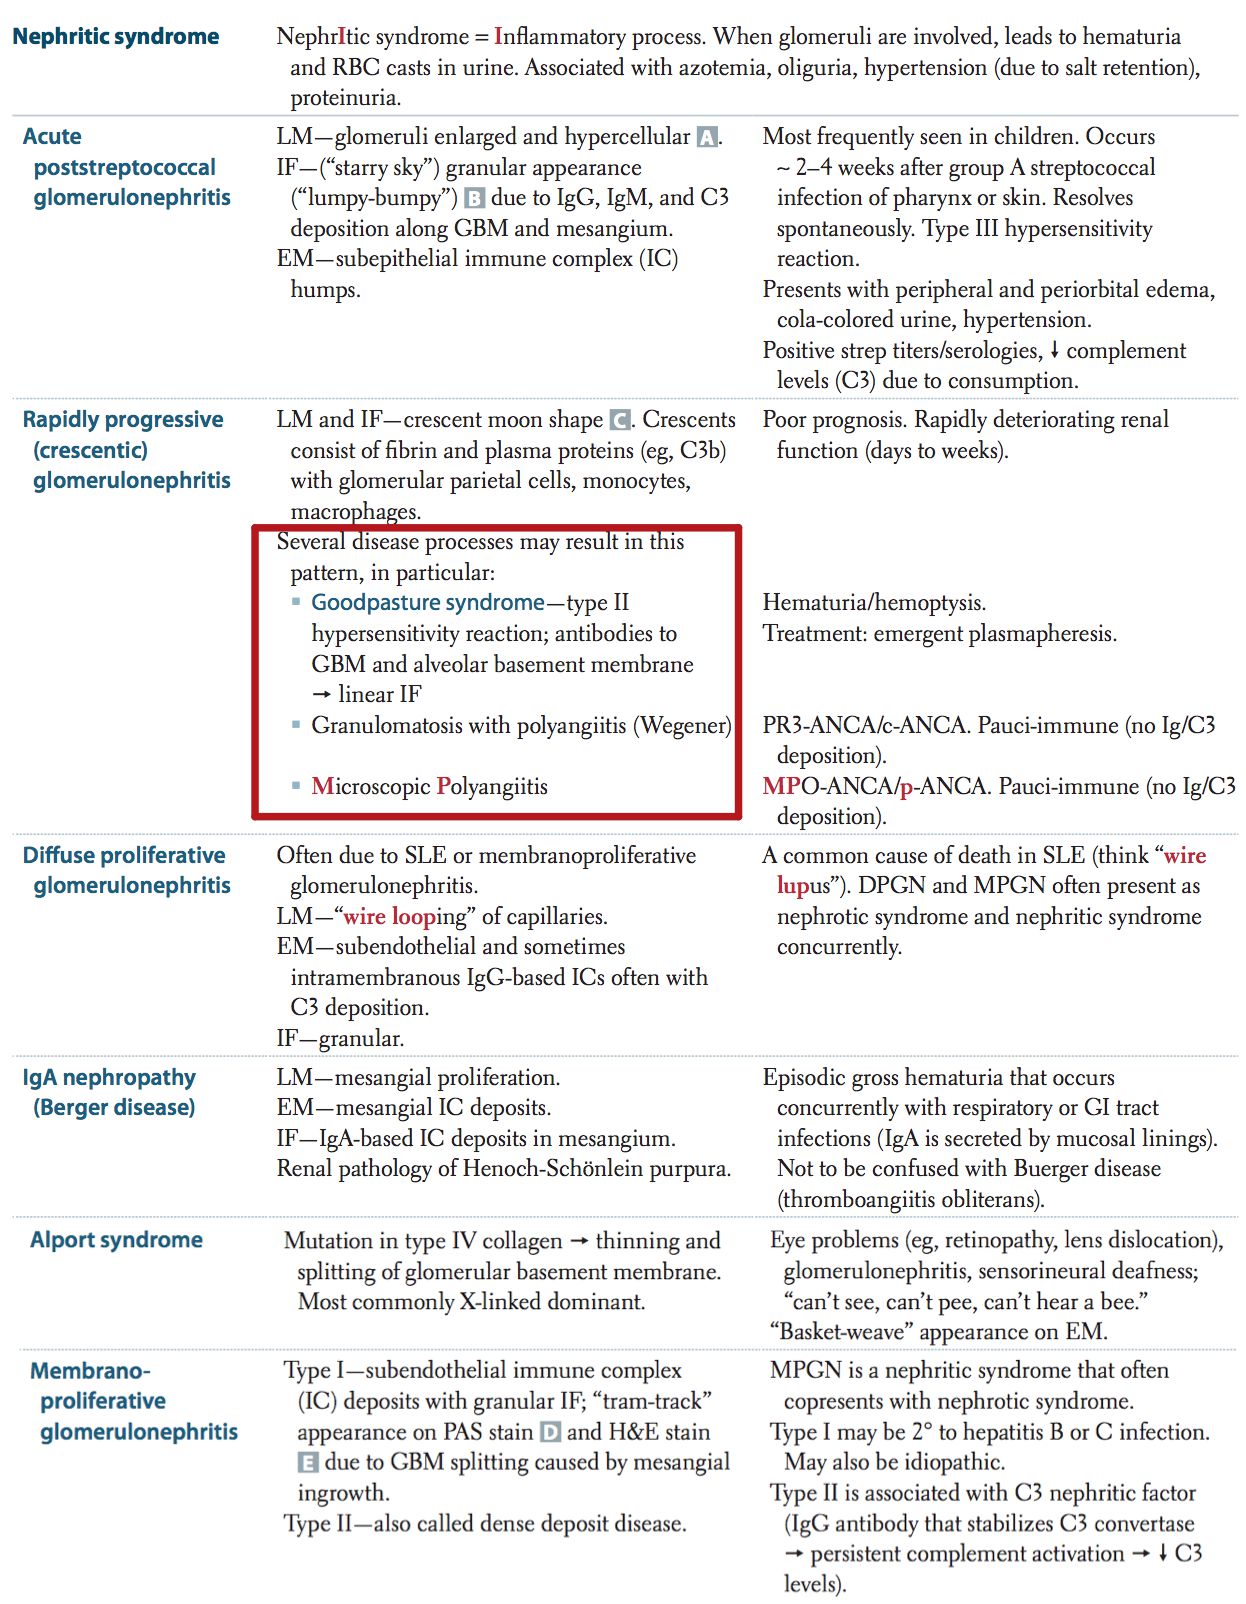 Nephritic syndrome
NephrItic syndrome = Inflammatory process. When glomeruli are involved, leads to hematuria
and RBC casts in urine. Associated with azotemia, oliguria, hypertension (due to salt retention),
proteinuria.
Acute
poststreptococcal
glomerulonephritis
LM—glomeruli enlarged and hypercellular A.
IF—(“starry sky”) granular appearance
(“lumpy-bumpy”) B due to IgG, IgM, and C3
deposition along GBM and mesangium.
EM—subepithelial immune complex (IC)
humps.
Most frequently seen in children. Occurs
~ 2–4 weeks after group A streptococcal
infection of pharynx or skin. Resolves
spontaneously. Type III hypersensitivity
reaction.
Presents with peripheral and periorbital edema,
cola-colored urine, hypertension.
Positive strep titers/serologies, ↓ complement
levels (C3) due to consumption.
Rapidly progressive
(crescentic)
glomerulonephritis
LM and IF—crescent moon shape C. Crescents
consist of fibrin and plasma proteins (eg, C3b)
with glomerular parietal cells, monocytes,
macrophages.
Several disease processes may result in this
pattern, in particular:
▪ Goodpasture syndrome—type II
hypersensitivity reaction; antibodies to
GBM and alveolar basement membrane
→ linear IF
▪ Granulomatosis with polyangiitis (Wegener)
▪ Microscopic Polyangiitis
Poor prognosis. Rapidly deteriorating renal
function (days to weeks).
Hematuria/hemoptysis.
Treatment: emergent plasmapheresis.
PR3-ANCA/c-ANCA. Pauci-immune (no Ig/C3
deposition).
MPO-ANCA/p-ANCA. Pauci-immune (no Ig/C3
deposition).
Diffuse proliferative
glomerulonephritis
Often due to SLE or membranoproliferative
glomerulonephritis.
LM—“wire looping” of capillaries.
EM—subendothelial and sometimes
intramembranous IgG-based ICs often with
C3 deposition.
IF—granular.
A common cause of death in SLE (think “wire
lupus”). DPGN and MPGN often present as
nephrotic syndrome and nephritic syndrome
concurrently.
IgA nephropathy
(Berger disease)
LM—mesangial proliferation.
EM—mesangial IC deposits.
IF—IgA-based IC deposits in mesangium.
Renal pathology of Henoch-Schönlein purpura.
Episodic gross hematuria that occurs
concurrently with respiratory or GI tract
infections (IgA is secreted by mucosal linings).
Not to be confused with Buerger disease
(thromboangiitis obliterans).
Alport syndrome
Mutation in type IV collagen → thinning and
splitting of glomerular basement membrane.
Most commonly X-linked dominant.
Eye problems (eg, retinopathy, lens dislocation),
glomerulonephritis, sensorineural deafness;
“can’t see, can’t pee, can’t hear a bee.”
“Basket-weave” appearance on EM.
Membrano-
proliferative
glomerulonephritis
Type I—subendothelial immune complex
(IC) deposits with granular IF; “tram-track”
appearance on PAS stain D and H&E stain
E due to GBM splitting caused by mesangial
ingrowth.
Type II—also called dense deposit disease.
MPGN is a nephritic syndrome that often
copresents with nephrotic syndrome.
Type I may be 2° to hepatitis B or C infection.
May also be idiopathic.
Type II is associated with C3 nephritic factor
(IgG antibody that stabilizes C3 convertase
→ persistent complement activation → ↓ C3
levels).